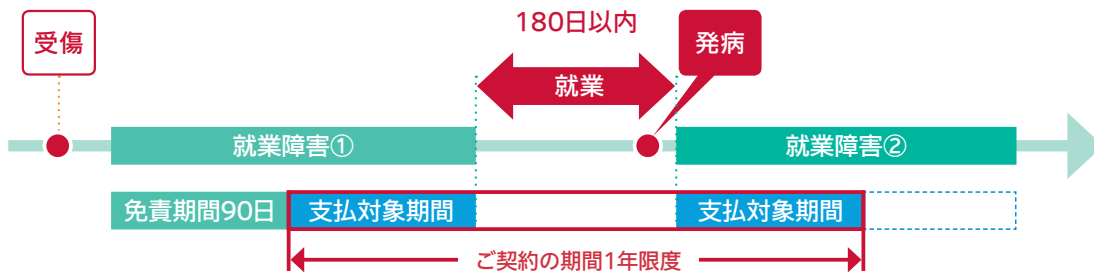 受傷
180日以内
発病
就業
就業障害①
就業障害②
免責期間90日
支払対象期間
支払対象期間
ご契約の期間1年限度